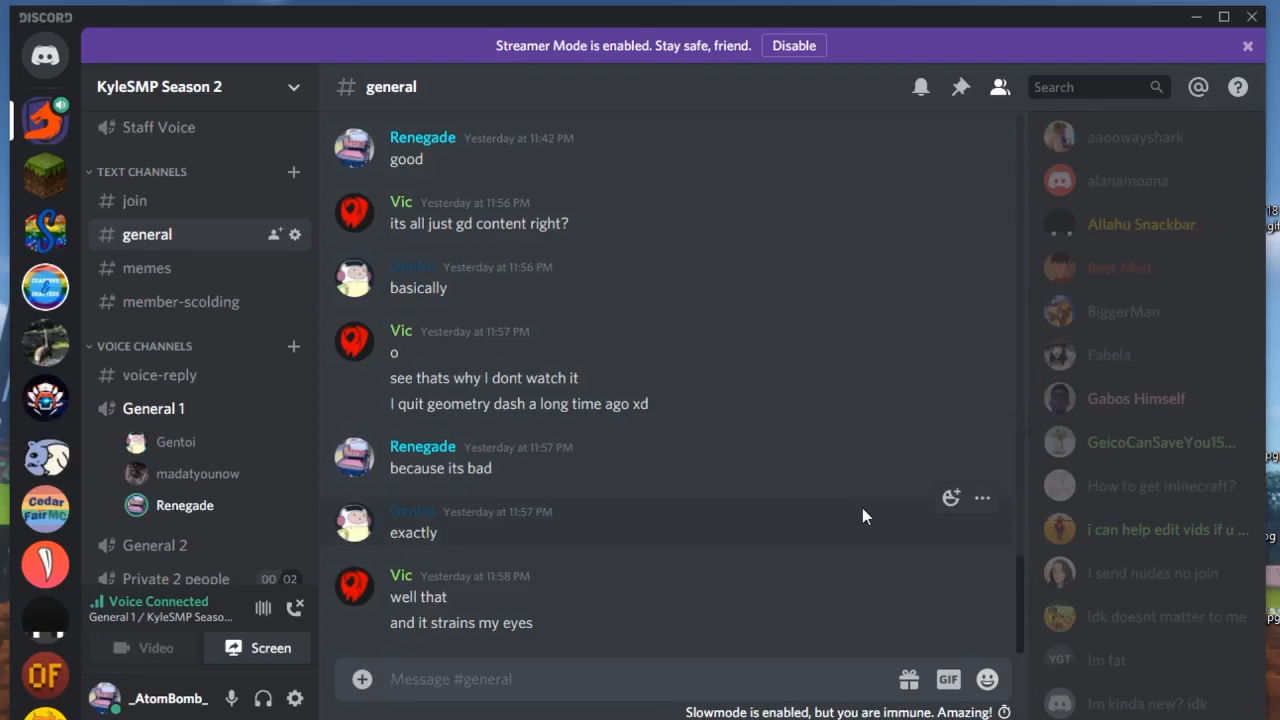 DISCORD
Streamer Mode is enabled. Stay safe, friend. Disable
KyleSMP Season 2
general
Search
Staff Voice
TEXT CHANNELS
join
general
memes
member-scolding
VOICE CHANNELS
voice-reply
General 1
Gentoi
madatyounow
Renegade
General 2
Private 2 people 00 02
Voice Connected
General 1 / KyleSMP Seaso...
Video Screen
_AtomBomb_
Cedar
FairMC
OF
Renegade Yesterday at 11:42 PM
good
Vic Yesterday at 11:56 PM
its all just gd content right?
Gentoi Yesterday at 11:56 PM
basically
Vic Yesterday at 11:57 PM
o
see thats why I dont watch it
I quit geometry dash a long time ago xd
Renegade Yesterday at 11:57 PM
because its bad
Gentoi Yesterday at 11:57 PM
exactly
Vic Yesterday at 11:58 PM
well that
and it strains my eyes
Message #general
GIF
Slowmode is enabled, but you are immune. Amazing!
aaoowayshark
alanamoana
Allahu Snackbar
Best Mod
BiggerMan
Fabela
Gabos Himself
GeicoCanSaveYou15...
How to get minecraft?
i can help edit vids if u ...
I send nudes no join
idk doesnt matter to me
YGT
Im fat
Im kinda new? idk